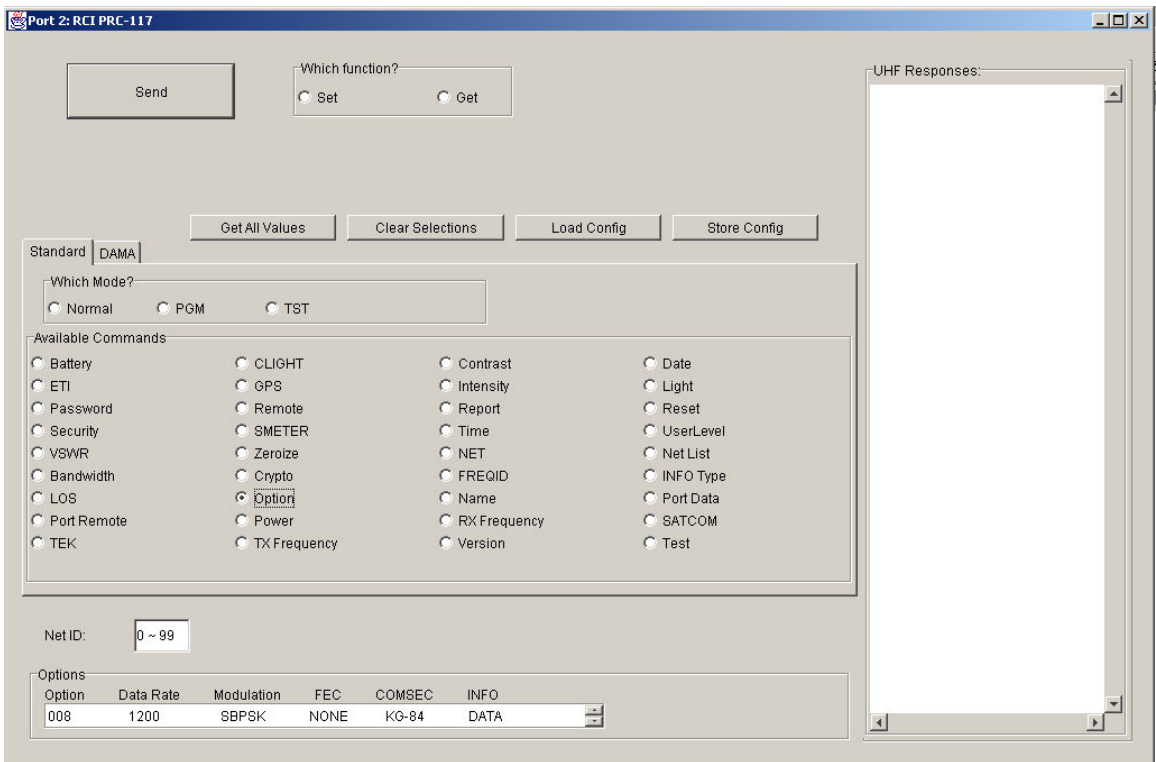 Port 2: RCI PRC-117
Send
Which function?
Set Get
UHF Responses:
Get All Values Clear Selections Load Config Store Config
Standard DAMA
Which Mode?
Normal PGM TST
Available Commands
Battery CLIGHT Contrast Date
ETI GPS Intensity Light
Password Remote Report Reset
Security SMETER Time UserLevel
VSWR Zeroize NET Net List
Bandwidth Crypto FREQID INFO Type
LOS Option Name Port Data
Port Remote Power RX Frequency SATCOM
TEK TX Frequency Version Test
Net ID: 0 ~ 99
Options
Option Data Rate Modulation FEC COMSEC INFO
008 1200 SBPSK NONE KG-84 DATA